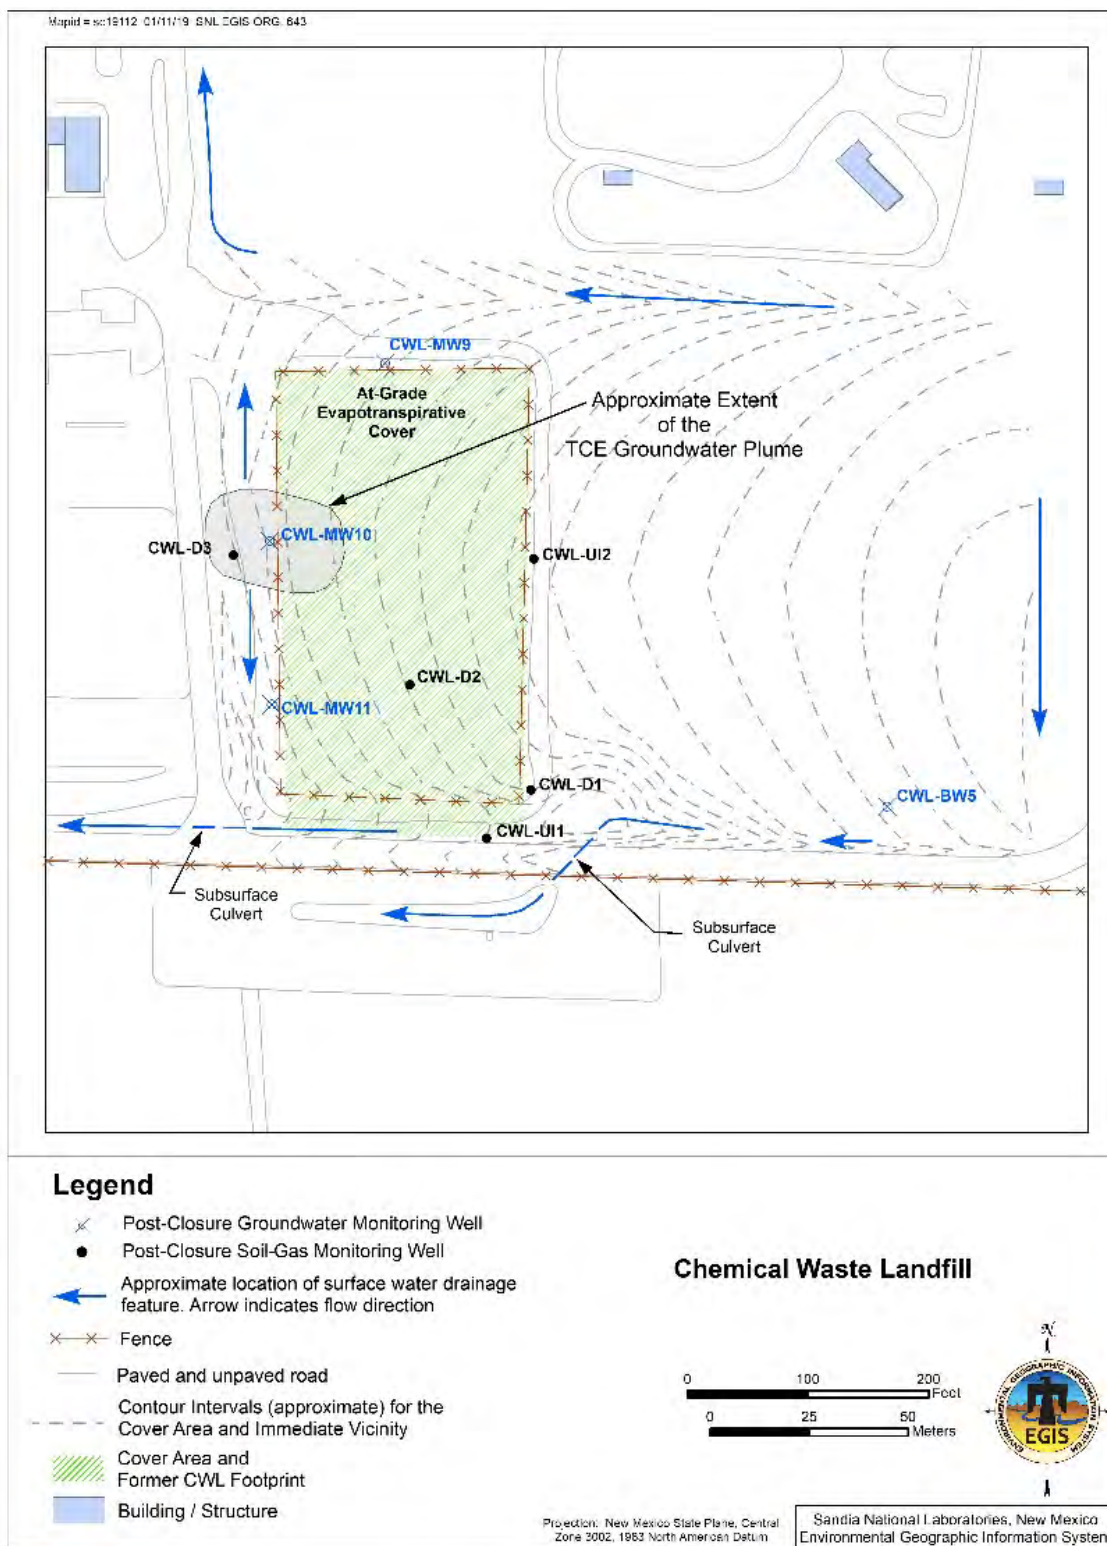 Mapid = sc19112 01/11/19 SNL EGIS ORG. 643
CWL-MW9
At-Grade
Evapotranspirative
Cover
Approximate Extent
of the
TCE Groundwater Plume
CWL-MW10
CWL-D3
CWL-UI2
CWL-D2
CWL-MW11
CWL-D1
CWL-BW5
CWL-UI1
Subsurface
Culvert
Subsurface
Culvert
Legend
Post-Closure Groundwater Monitoring Well
Post-Closure Soil-Gas Monitoring Well
Approximate location of surface water drainage
feature. Arrow indicates flow direction
Fence
Paved and unpaved road
Contour Intervals (approximate) for the
Cover Area and Immediate Vicinity
Cover Area and
Former CWL Footprint
Building / Structure
Chemical Waste Landfill
0 100 200
Feet
0 25 50
Meters
N
ENVIRONMENTAL GEOGRAPHIC INFORMATION SYSTEM
EGIS
Projection: New Mexico State Plane, Central
Zone 3002, 1983 North American Datum
Sandia National Laboratories, New Mexico
Environmental Geographic Information System